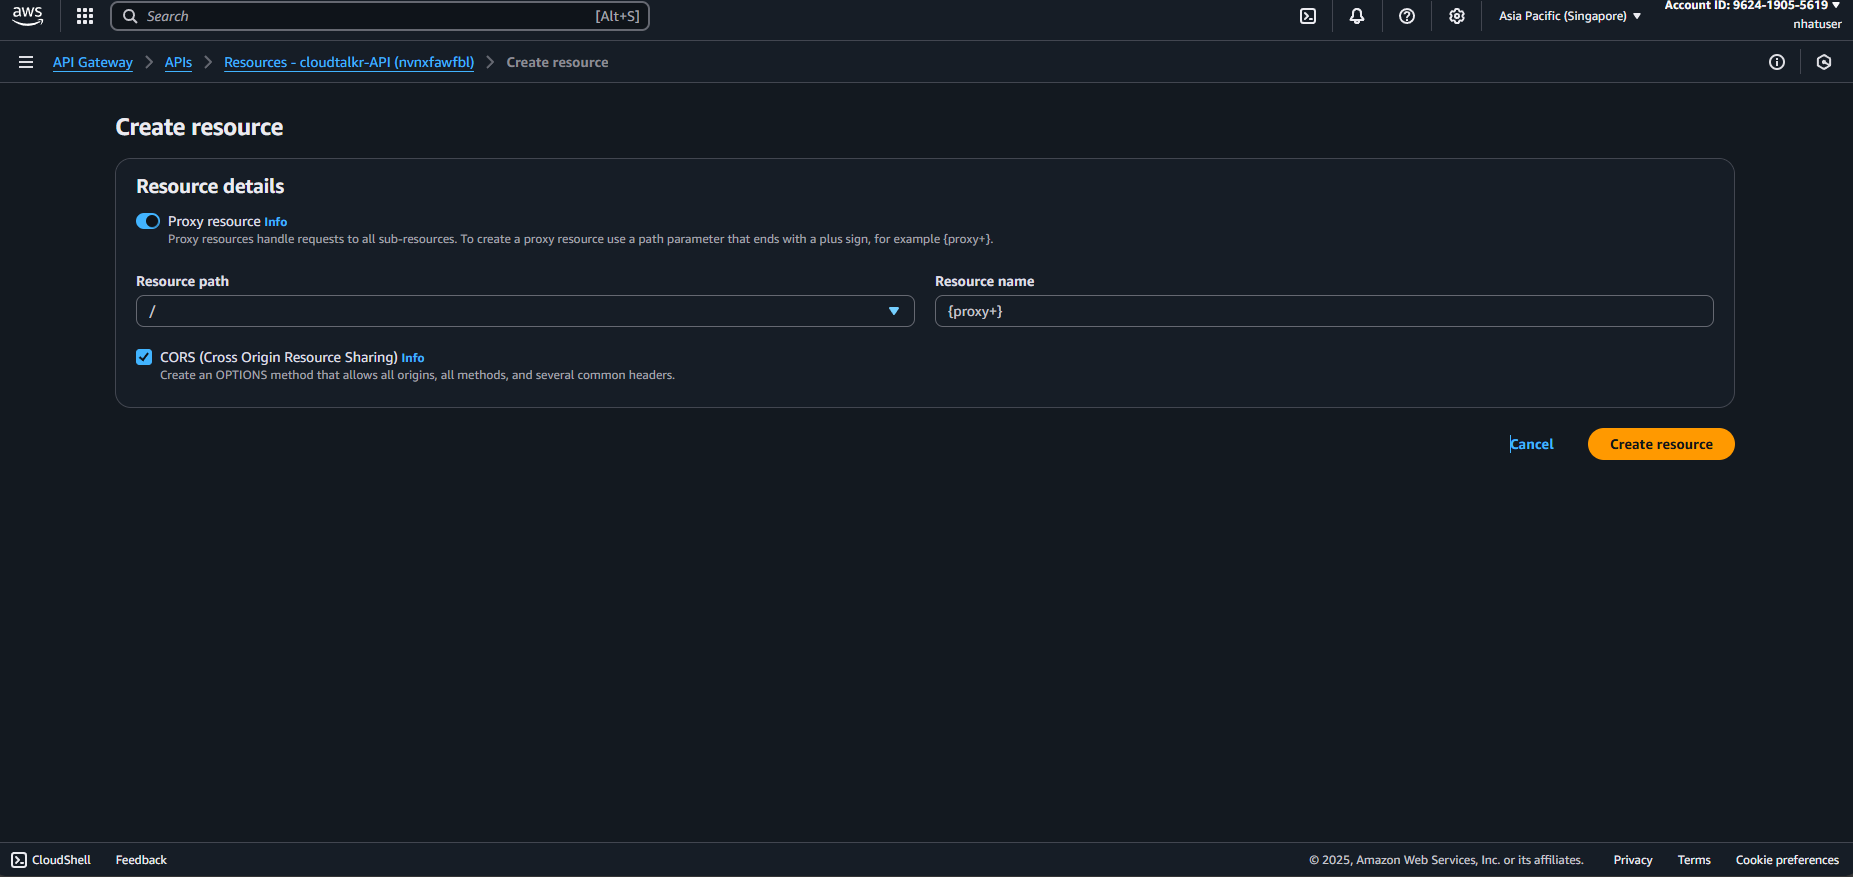 aws
Search [Alt+S]
Asia Pacific (Singapore)
Account ID: 9624-1905-5619
nhatuser
API Gateway
APIs
Resources - cloudtalkr-API (nvnxfawfbl)
Create resource
Create resource
Resource details
Proxy resource Info
Proxy resources handle requests to all sub-resources. To create a proxy resource use a path parameter that ends with a plus sign, for example {proxy+}.
Resource path
/
Resource name
{proxy+}
CORS (Cross Origin Resource Sharing) Info
Create an OPTIONS method that allows all origins, all methods, and several common headers.
Cancel
Create resource
CloudShell
Feedback
© 2025, Amazon Web Services, Inc. or its affiliates.
Privacy
Terms
Cookie preferences